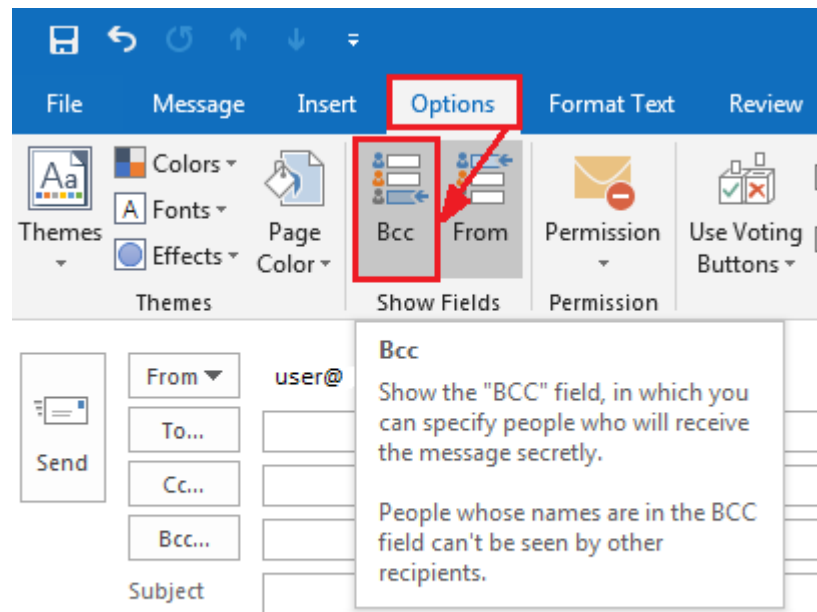 File Message Insert Options Format Text Review
Aa
Themes
Colors
A Fonts
Effects
Page
Color
Themes
Bcc From
Show Fields
Permission
Permission
Use Voting
Buttons
Bcc
Show the "BCC" field, in which you
can specify people who will receive
the message secretly.
People whose names are in the BCC
field can't be seen by other
recipients.
Send
From user@
To...
Cc...
Bcc...
Subject